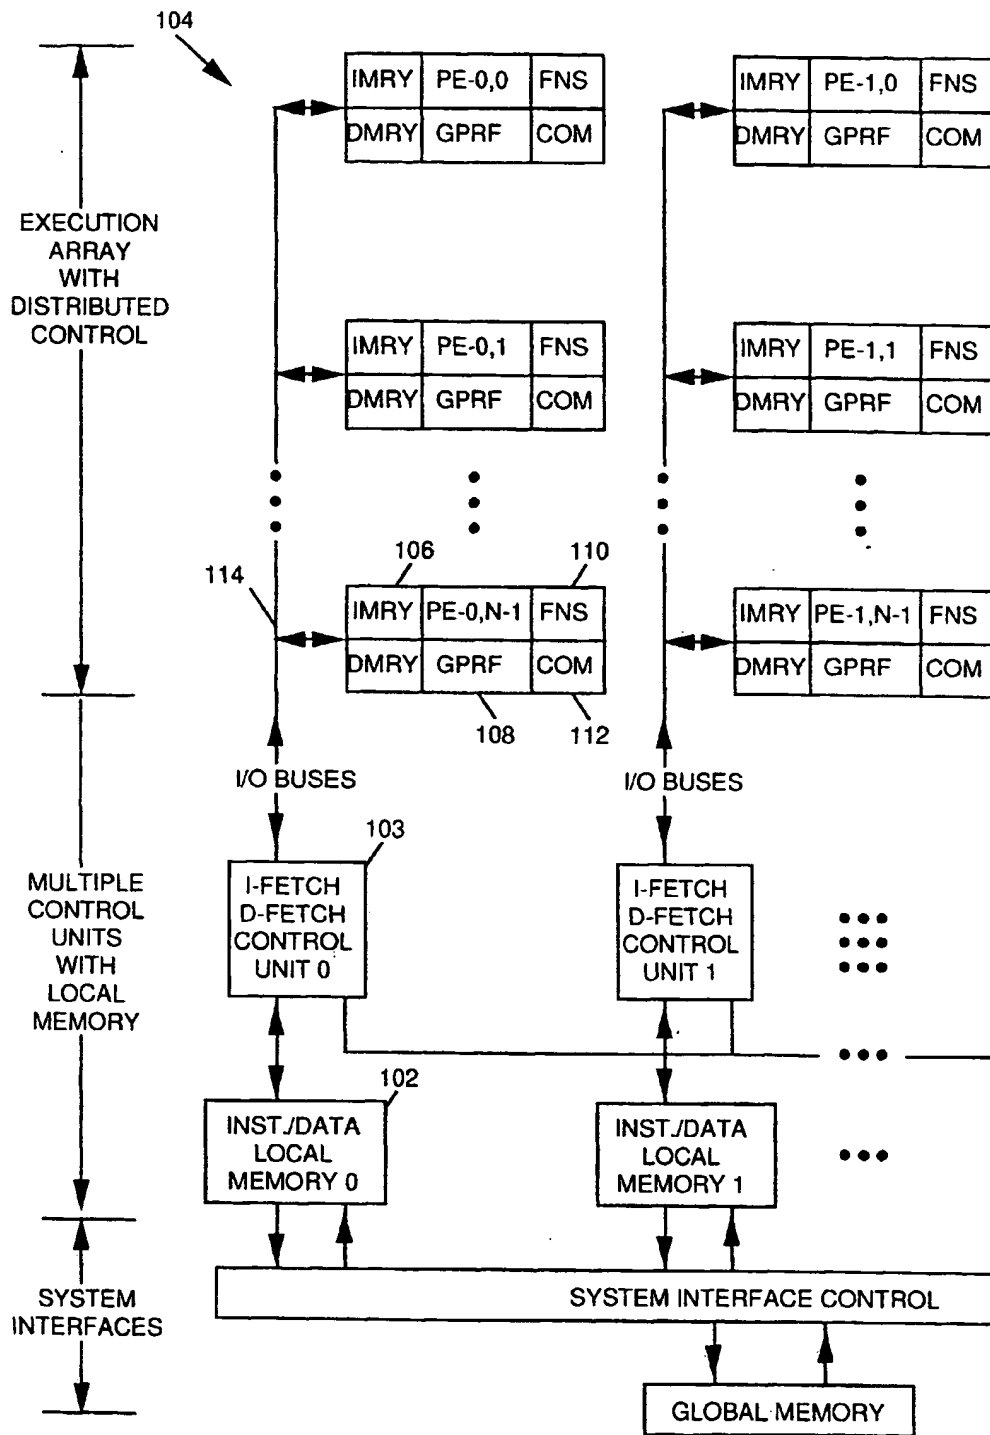 104
IMRY PE-0,0 FNS
DMRY GPRF COM
IMRY PE-1,0 FNS
DMRY GPRF COM
EXECUTION
ARRAY
WITH
DISTRIBUTED
CONTROL
IMRY PE-0,1 FNS
DMRY GPRF COM
IMRY PE-1,1 FNS
DMRY GPRF COM
106
110
114
IMRY PE-0,N-1 FNS
DMRY GPRF COM
108
112
IMRY PE-1,N-1 FNS
DMRY GPRF COM
I/O BUSES
I/O BUSES
MULTIPLE
CONTROL
UNITS
WITH
LOCAL
MEMORY
103
I-FETCH
D-FETCH
CONTROL
UNIT 0
I-FETCH
D-FETCH
CONTROL
UNIT 1
102
INST./DATA
LOCAL
MEMORY 0
INST./DATA
LOCAL
MEMORY 1
SYSTEM
INTERFACES
SYSTEM INTERFACE CONTROL
GLOBAL MEMORY